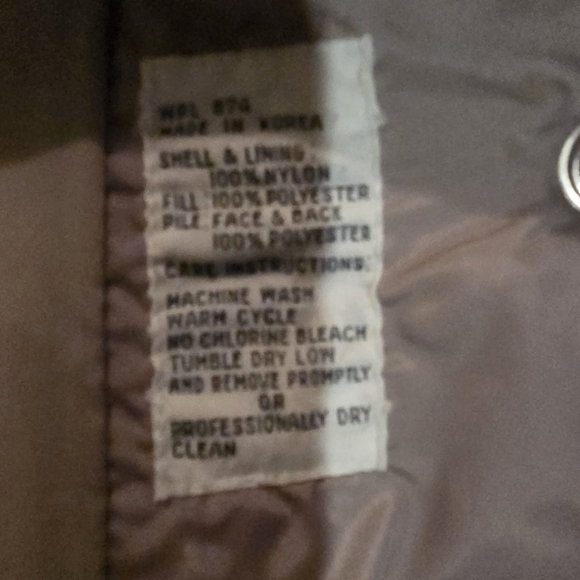 WPL 874
MADE IN KOREA
SHELL & LINING:
100% NYLON
FILL 100% POLYESTER
PILE FACE & BACK
100% POLYESTER
CARE INSTRUCTIONS:
MACHINE WASH
WARM CYCLE
NO CHLORINE BLEACH
TUMBLE DRY LOW
AND REMOVE PROMPTLY
OR
PROFESSIONALLY DRY
CLEAN